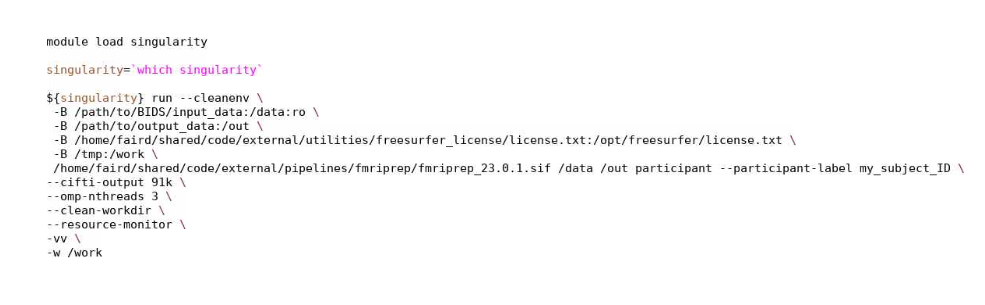 module load singularity
singularity=`which singularity`
${singularity} run --cleanenv \
-B /path/to/BIDS/input_data:/data:ro \
-B /path/to/output_data:/out \
-B /home/faird/shared/code/external/utilities/freesurfer_license/license.txt:/opt/freesurfer/license.txt \
-B /tmp:/work \
/home/faird/shared/code/external/pipelines/fmriprep/fmriprep_23.0.1.sif /data /out participant --participant-label my_subject_ID \
--cifti-output 91k \
--omp-nthreads 3 \
--clean-workdir \
--resource-monitor \
-vv \
-w /work